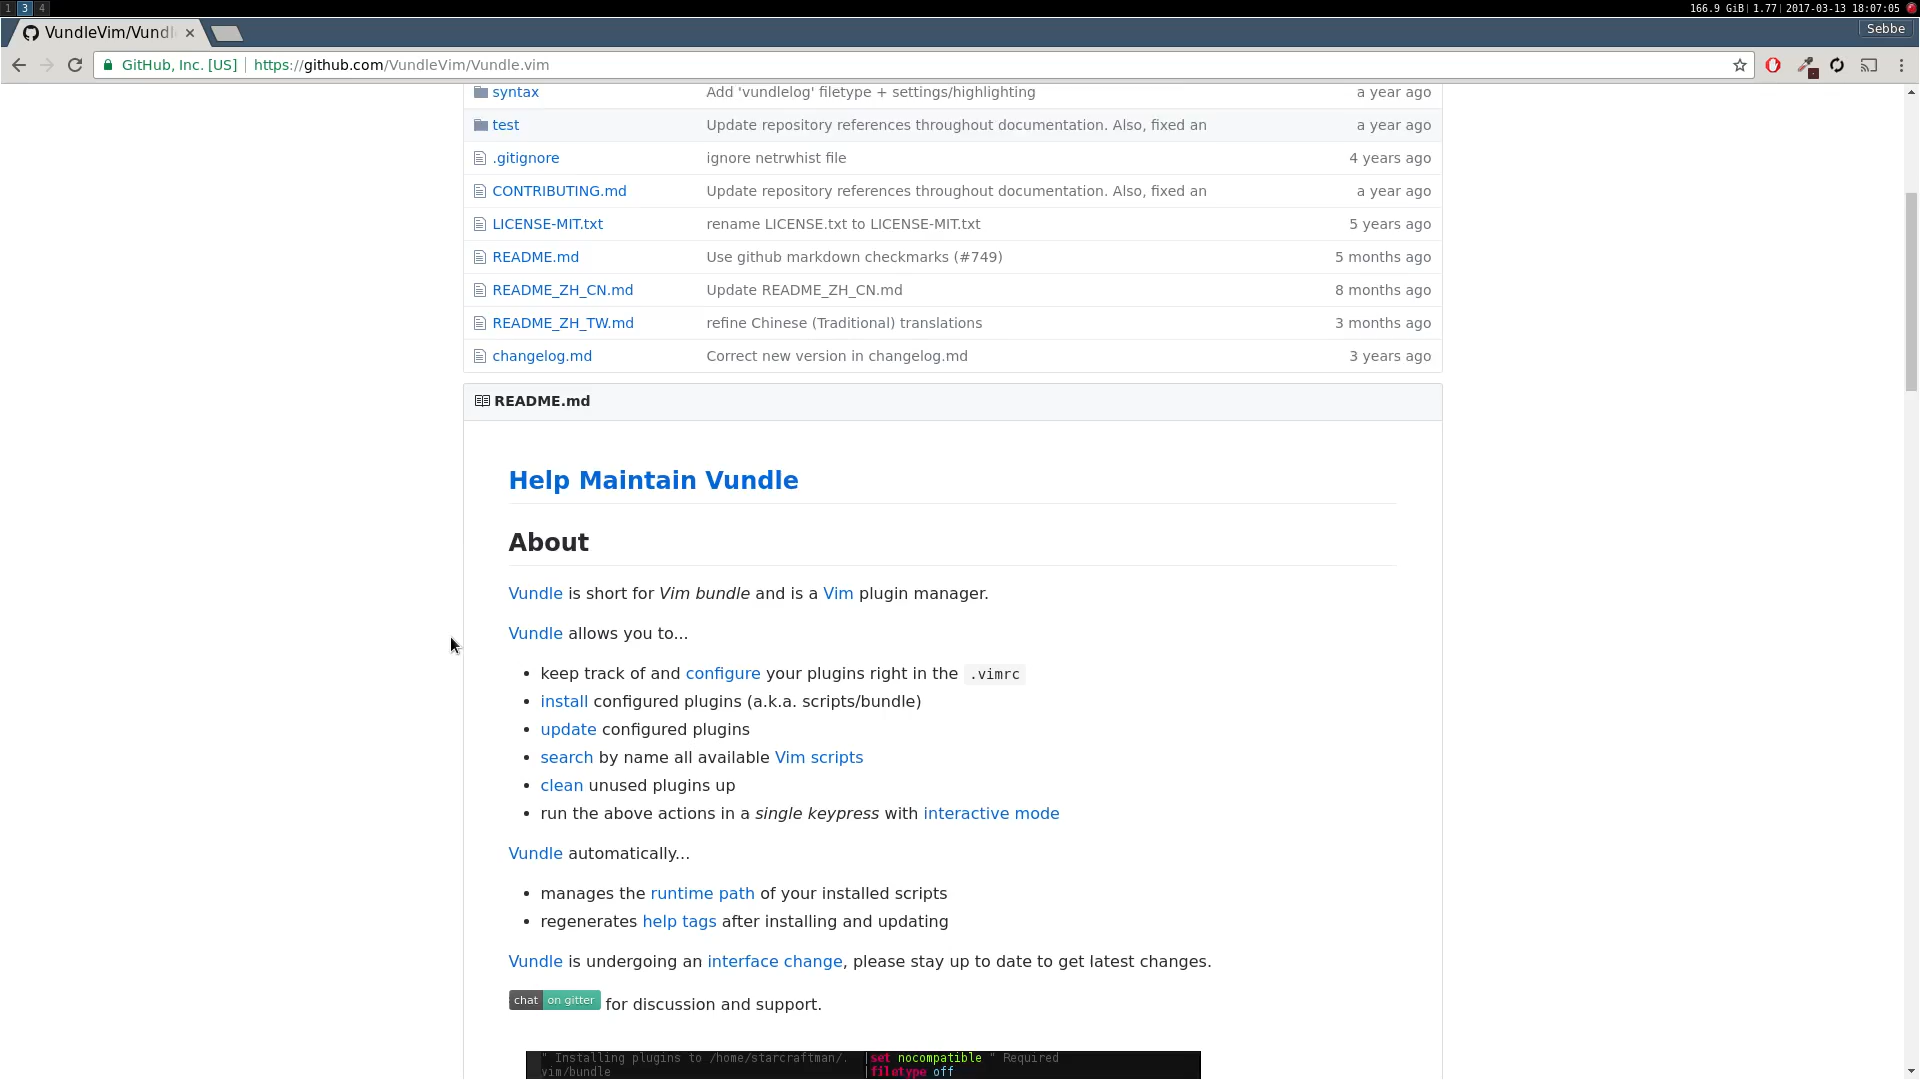 1 3 4 166.9 GiB| 1.77| 2017-03-13 18:07:05
VundleVim/Vundl Sebbe
GitHub, Inc. [US] https://github.com/VundleVim/Vundle.vim
syntax Add 'vundlelog' filetype + settings/highlighting a year ago
test Update repository references throughout documentation. Also, fixed an a year ago
.gitignore ignore netrwhist file 4 years ago
CONTRIBUTING.md Update repository references throughout documentation. Also, fixed an a year ago
LICENSE-MIT.txt rename LICENSE.txt to LICENSE-MIT.txt 5 years ago
README.md Use github markdown checkmarks (#749) 5 months ago
README_ZH_CN.md Update README_ZH_CN.md 8 months ago
README_ZH_TW.md refine Chinese (Traditional) translations 3 months ago
changelog.md Correct new version in changelog.md 3 years ago
README.md
Help Maintain Vundle
About
Vundle is short for Vim bundle and is a Vim plugin manager.
Vundle allows you to...
• keep track of and configure your plugins right in the .vimrc
• install configured plugins (a.k.a. scripts/bundle)
• update configured plugins
• search by name all available Vim scripts
• clean unused plugins up
• run the above actions in a single keypress with interactive mode
Vundle automatically...
• manages the runtime path of your installed scripts
• regenerates help tags after installing and updating
Vundle is undergoing an interface change, please stay up to date to get latest changes.
chat on gitter for discussion and support.
" Installing plugins to /home/starcraftman/. |set nocompatible " Required
vim/bundle |filetype off